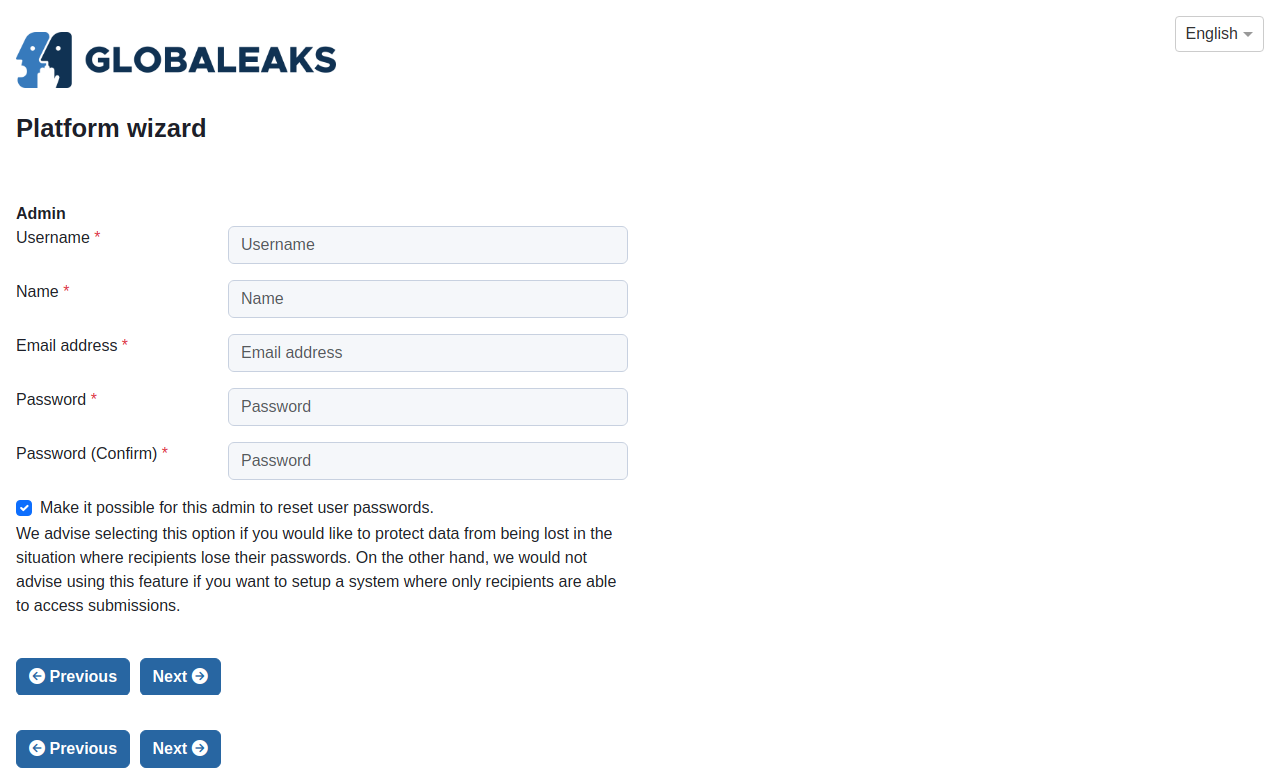 GLOBALEAKS
English
Platform wizard
Admin
Username *
Username
Name *
Name
Email address *
Email address
Password *
Password
Password (Confirm) *
Password
Make it possible for this admin to reset user passwords.
We advise selecting this option if you would like to protect data from being lost in the
situation where recipients lose their passwords. On the other hand, we would not
advise using this feature if you want to setup a system where only recipients are able
to access submissions.
Previous Next
Previous Next